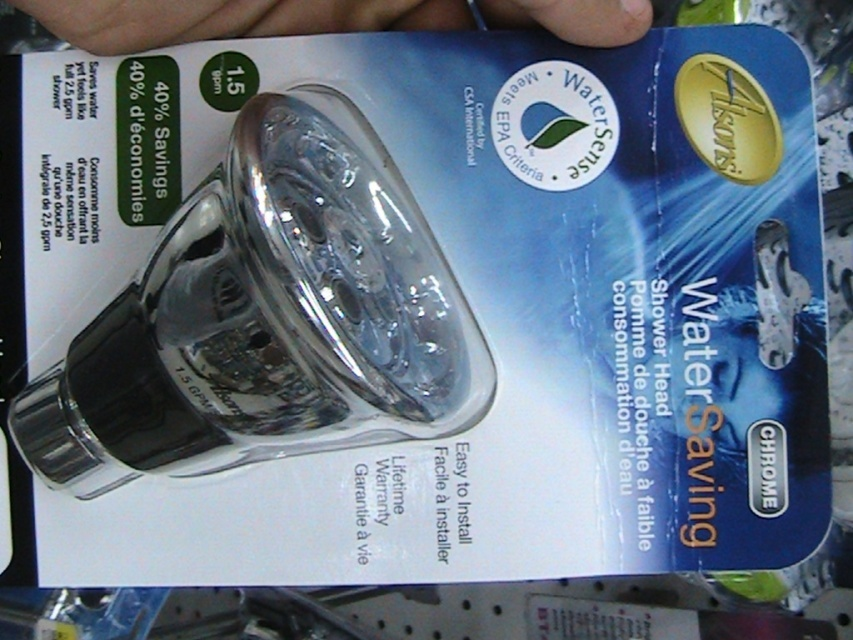 Asoris
WaterSaving
Shower Head
Pomme de douche à faible
consommation d'eau
CHROME
WaterSense
Meets EPA Criteria
Certified by
CSA International
1.5
gpm
40% Savings
40% d'économies
Saves water
yet feels like
full 2.5 gpm
shower
Consomme moins
d'eau en offrant la
même sensation
qu'une douche
intégrale de 2,5 gpm
1.5 GPM
Easy to Install
Facile à installer
Lifetime
Warranty
Garantie à vie